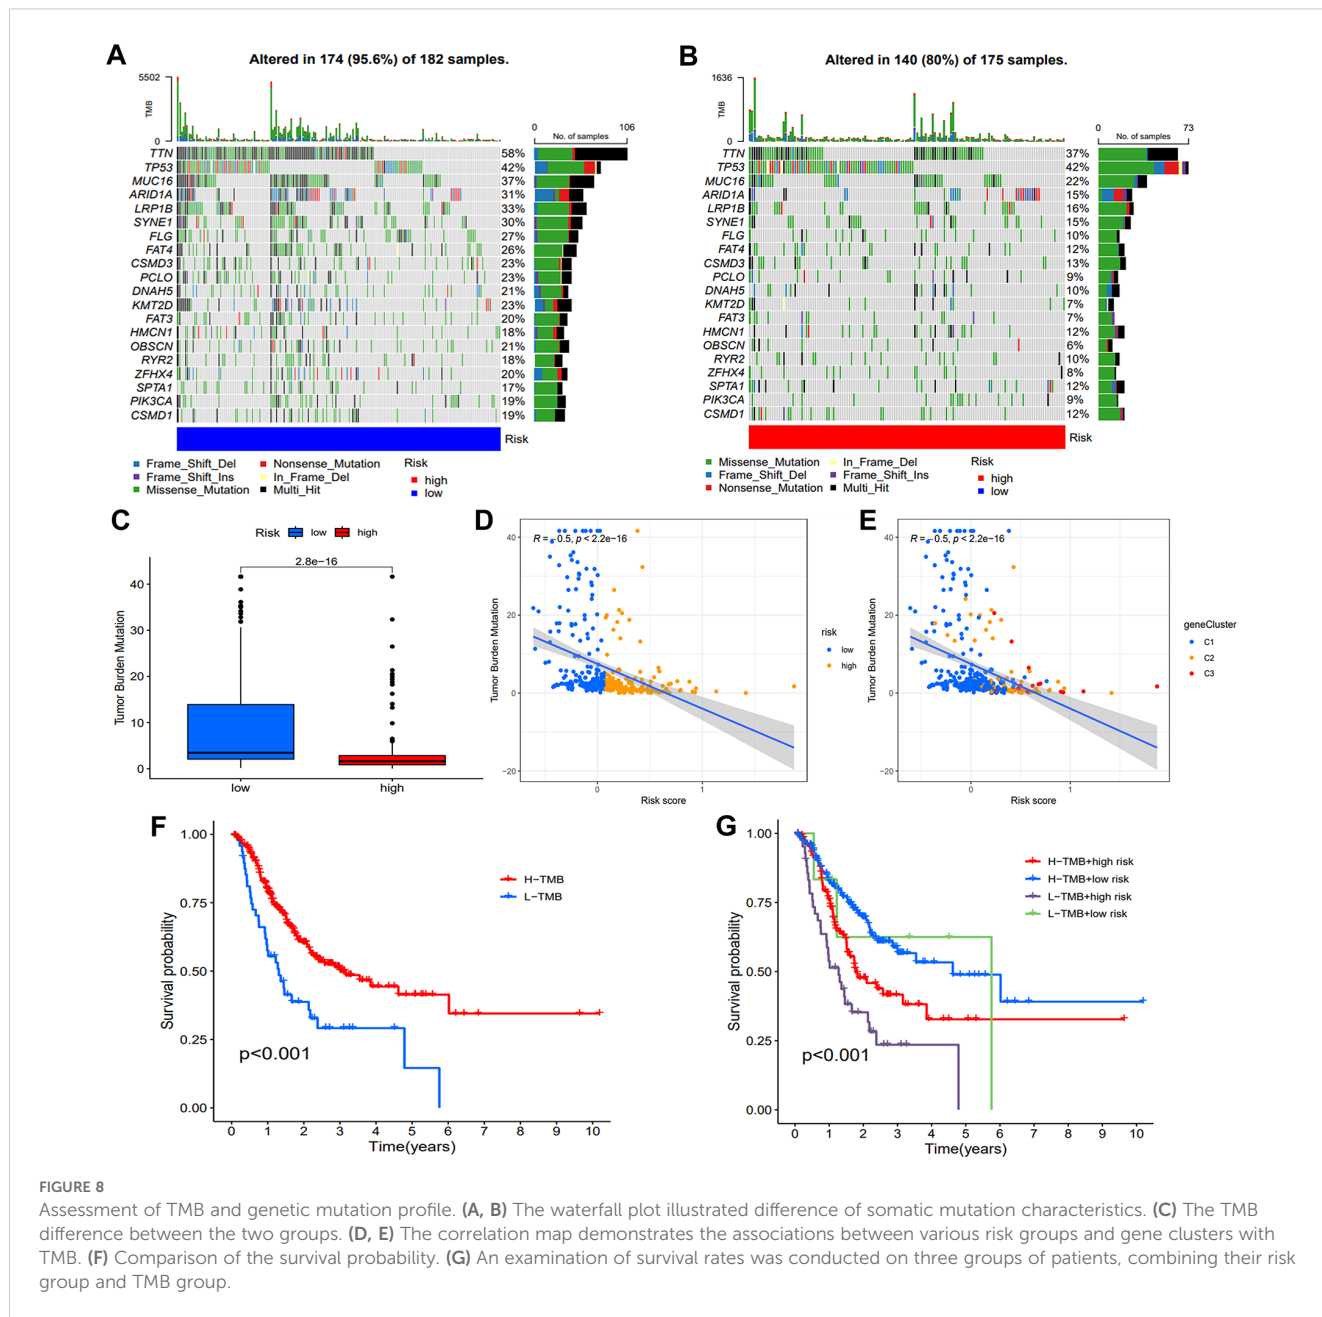 A
Altered in 174 (95.6%) of 182 samples.
5502
TMB
0
0
106
No. of samples
TTN 58%
TP53 42%
MUC16 37%
ARID1A 31%
LRP1B 33%
SYNE1 30%
FLG 27%
FAT4 26%
CSMD3 23%
PCLO 23%
DNAH5 21%
KMT2D 23%
FAT3 20%
HMCN1 18%
OBSCN 21%
RYR2 18%
ZFHX4 20%
SPTA1 17%
PIK3CA 19%
CSMD1 19%
Risk
Frame_Shift_Del
Frame_Shift_Ins
Missense_Mutation
Nonsense_Mutation
In_Frame_Del
Multi_Hit
Risk
high
low
B
Altered in 140 (80%) of 175 samples.
1636
TMB
0
0
73
No. of samples
TTN 37%
TP53 42%
MUC16 22%
ARID1A 15%
LRP1B 16%
SYNE1 15%
FLG 10%
FAT4 12%
CSMD3 13%
PCLO 9%
DNAH5 10%
KMT2D 7%
FAT3 7%
HMCN1 12%
OBSCN 6%
RYR2 10%
ZFHX4 8%
SPTA1 12%
PIK3CA 9%
CSMD1 12%
Risk
Missense_Mutation
Frame_Shift_Del
Nonsense_Mutation
In_Frame_Del
Frame_Shift_Ins
Multi_Hit
Risk
high
low
C
Risk low high
2.8e−16
Tumor Burden Mutation
40
30
20
10
0
low high
D
R = −0.5, p < 2.2e−16
Tumor Burden Mutation
40
20
0
−20
0 1
Risk score
risk
low
high
E
R = −0.5, p < 2.2e−16
Tumor Burden Mutation
40
20
0
−20
0 1
Risk score
geneCluster
C1
C2
C3
F
Survival probability
1.00
0.75
0.50
0.25
0.00
p<0.001
0 1 2 3 4 5 6 7 8 9 10
Time(years)
H−TMB
L−TMB
G
Survival probability
1.00
0.75
0.50
0.25
0.00
p<0.001
0 1 2 3 4 5 6 7 8 9 10
Time(years)
H−TMB+high risk
H−TMB+low risk
L−TMB+high risk
L−TMB+low risk
FIGURE 8
Assessment of TMB and genetic mutation profile. (A, B) The waterfall plot illustrated difference of somatic mutation characteristics. (C) The TMB
difference between the two groups. (D, E) The correlation map demonstrates the associations between various risk groups and gene clusters with
TMB. (F) Comparison of the survival probability. (G) An examination of survival rates was conducted on three groups of patients, combining their risk
group and TMB group.